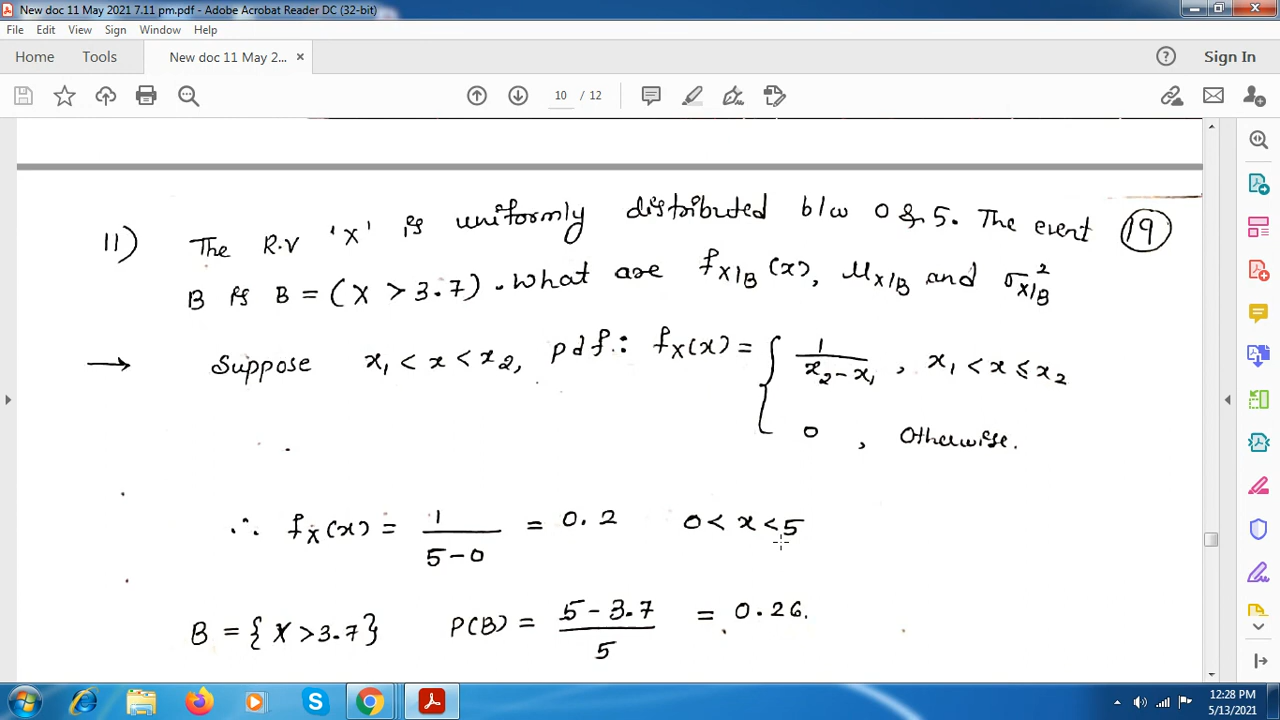 New doc 11 May 2021 7.11 pm.pdf - Adobe Acrobat Reader DC (32-bit)
File Edit View Sign Window Help
Home Tools New doc 11 May 2... × Sign In
10 / 12
11) The R.V 'X' is uniformly distributed b/w 0 & 5. The event 19
B is B = (X > 3.7). What are f_{X|B}(x), μ_{X|B} and σ²_{X|B}
→ Suppose x₁ < x < x₂, pdf: f_X(x) = { 1/(x₂-x₁) , x₁ < x ≤ x₂
0 , Otherwise.
∴ f_X(x) = 1/(5-0) = 0.2 0 < x < 5
B = {X > 3.7} P(B) = (5-3.7)/5 = 0.26.
12:28 PM
5/13/2021